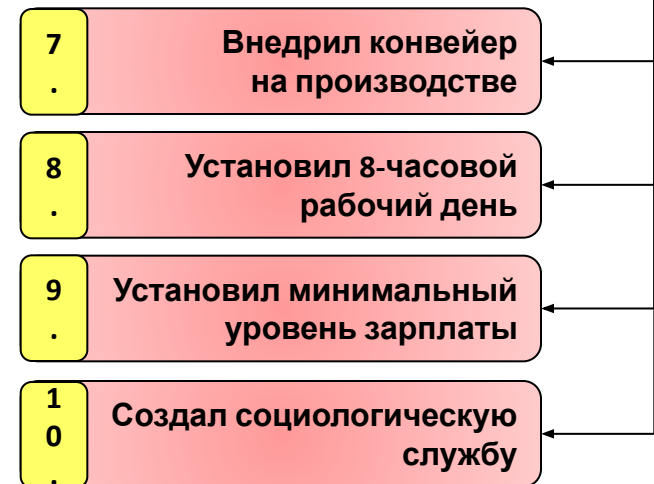 7
.
Внедрил конвейер
на производстве
8
.
Установил 8-часовой
рабочий день
9
.
Установил минимальный
уровень зарплаты
1
0
.
Создал социологическую
службу